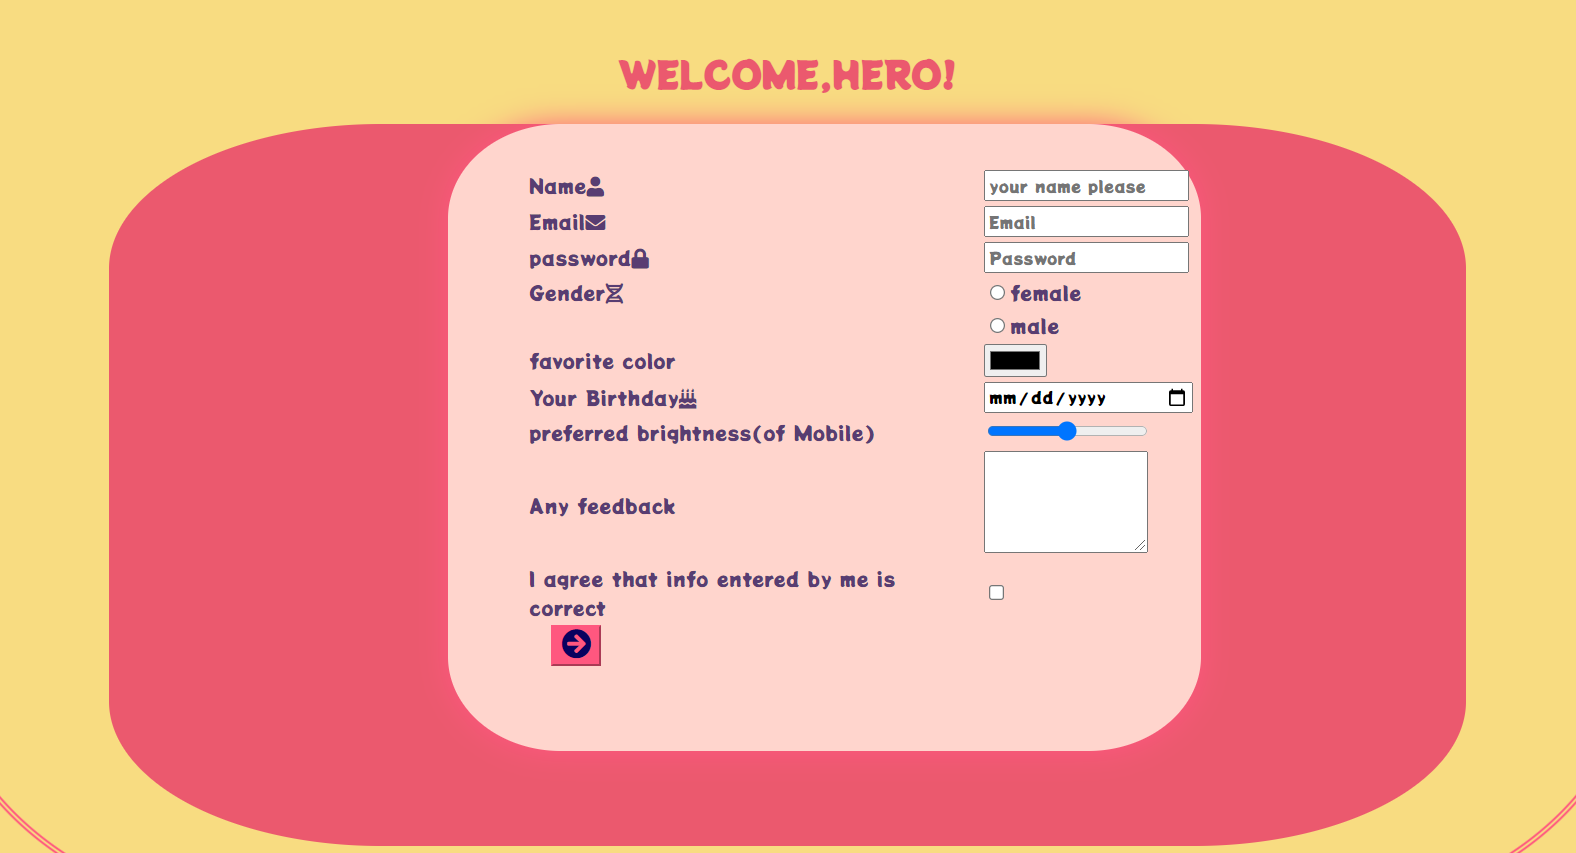 WELCOME,HERO!
Name your name please
Email Email
password Password
Gender female
male
favorite color
Your Birthday mm/dd/yyyy
preferred brightness(of Mobile)
Any feedback
I agree that info entered by me is
correct